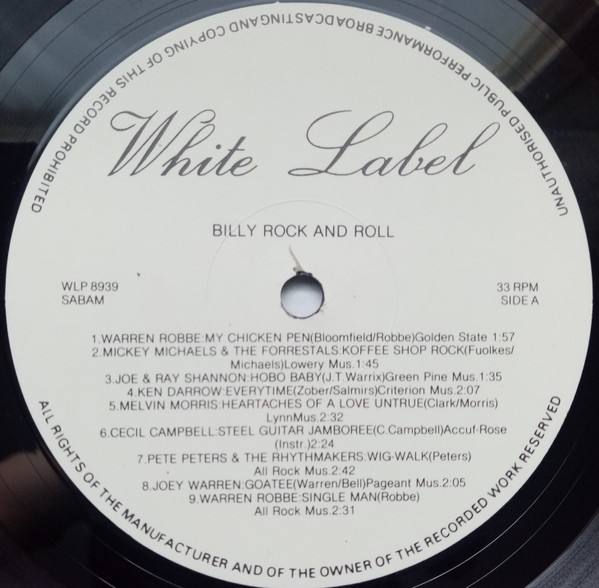 UNAUTHORISED PUBLIC PERFORMANCE BROADCASTINGAND COPYING OF THIS RECORD PROHIBITED
White Label
BILLY ROCK AND ROLL
WLP 8939
SABAM
33 RPM
SIDE A
1.WARREN ROBBE:MY CHICKEN PEN(Bloomfield/Robbe)Golden State 1:57
2.MICKEY MICHAELS & THE FORRESTALS:KOFFEE SHOP ROCK(Fuolkes/
Michaels)Lowery Mus.1:45
3.JOE & RAY SHANNON:HOBO BABY(J.T.Warrix)Green Pine Mus.1:35
4.KEN DARROW:EVERYTIME(Zober/Salmirs)Criterion Mus.2:07
5.MELVIN MORRIS:HEARTACHES OF A LOVE UNTRUE(Clark/Morris)
LynnMus.2:32
6.CECIL CAMPBELL:STEEL GUITAR JAMBOREE(C.Campbell)Accuf-Rose
(Instr.)2:24
7.PETE PETERS & THE RHYTHMAKERS:WIG-WALK(Peters)
All Rock Mus.2:42
8.JOEY WARREN:GOATEE(Warren/Bell)Pageant Mus.2:05
9.WARREN ROBBE:SINGLE MAN(Robbe)
All Rock Mus.2:31
ALL RIGHTS OF THE MANUFACTURER AND OF THE OWNER OF THE RECORDED WORK RESERVED